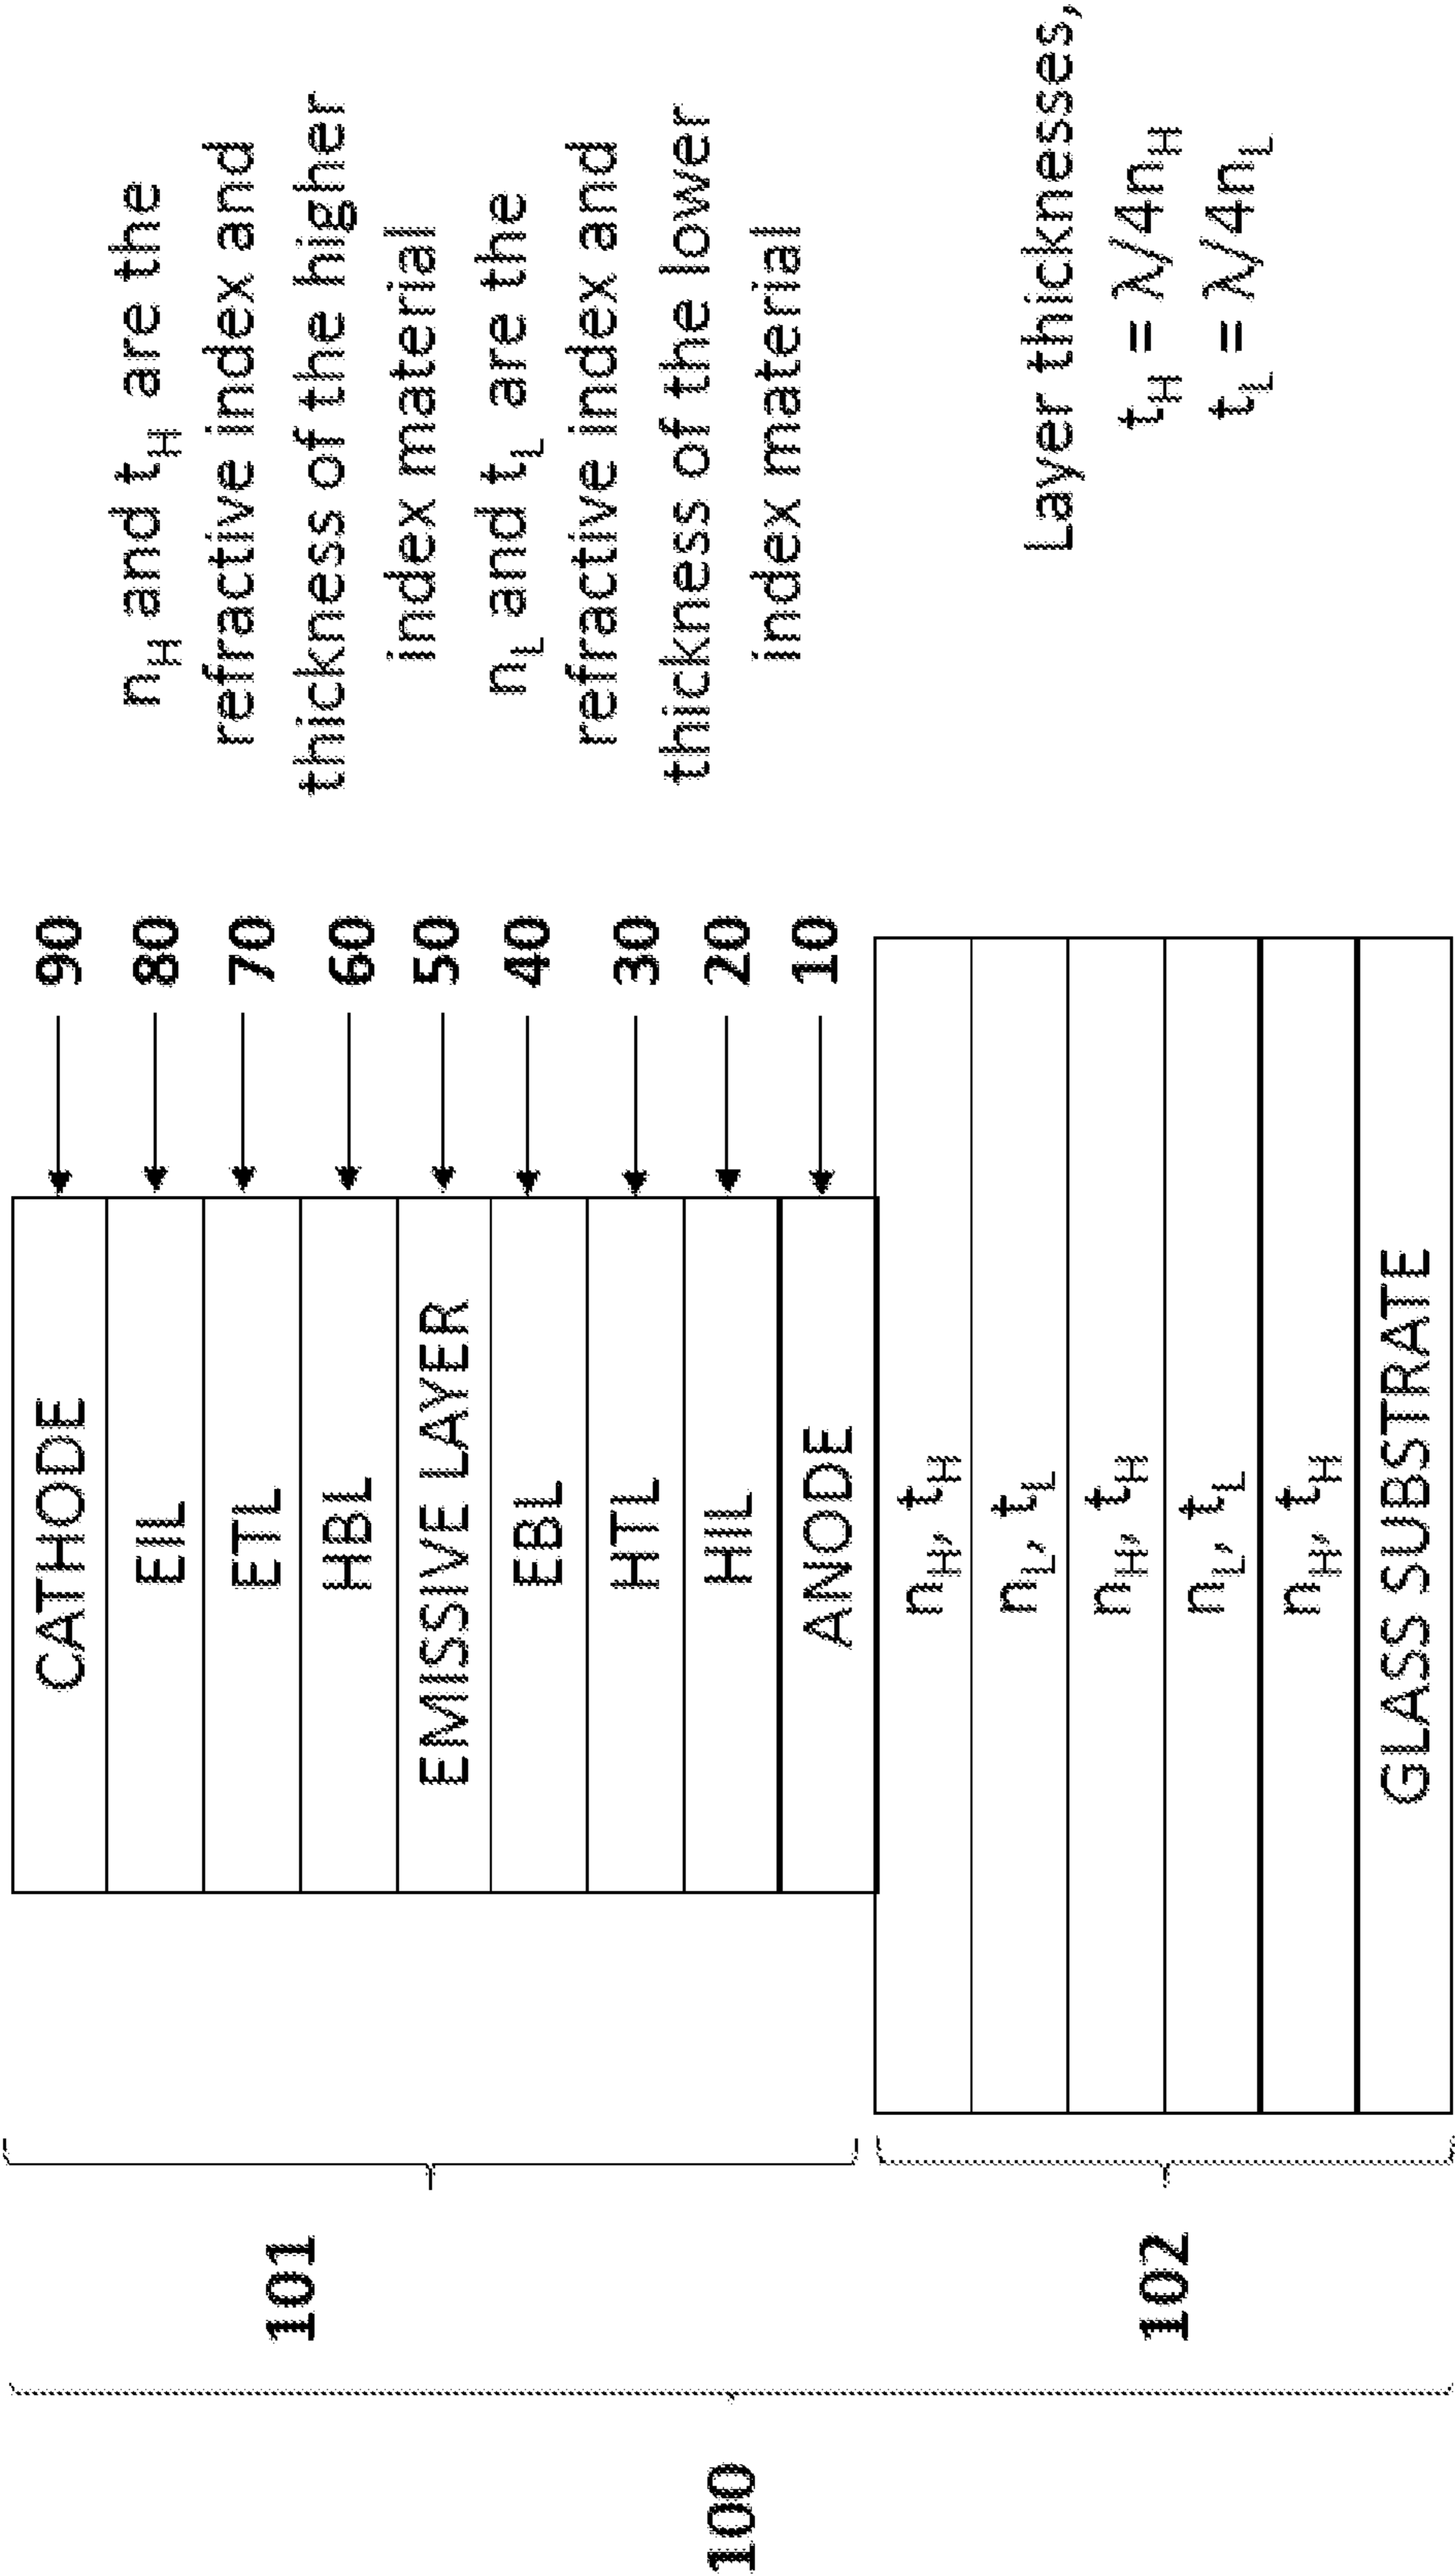 100
101
102
CATHODE
EIL
ETL
HBL
EMISSIVE LAYER
EBL
HTL
HIL
ANODE
n_H, t_H
n_L, t_L
n_H, t_H
n_L, t_L
n_H, t_H
GLASS SUBSTRATE
90
80
70
60
50
40
30
20
10
n_H and t_H are the
refractive index and
thickness of the higher
index material
n_L and t_L are the
refractive index and
thickness of the lower
index material
Layer thicknesses,
t_H = λ/4n_H
t_L = λ/4n_L